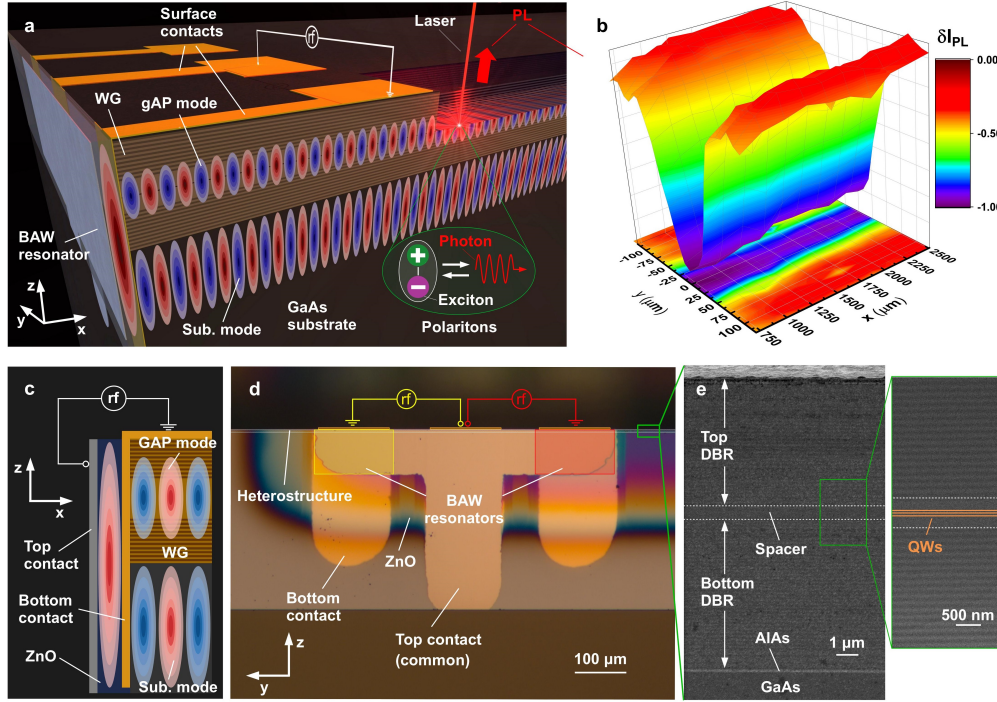 a
Surface
contacts
rf
Laser
PL
WG
gAP mode
BAW
resonator
z
y
x
Sub. mode
GaAs
substrate
Photon
Exciton
Polaritons
b
δI_PL
0.00
-0.50
-1.00
-100
-75
-50
-25
0
25
50
75
100
y (µm)
750
1000
1250
1500
1750
2000
2250
2500
x (µm)
c
rf
GAP mode
z
x
Top
contact
WG
Bottom
contact
ZnO
Sub. mode
d
rf
rf
Heterostructure
BAW
resonators
ZnO
Bottom
contact
Top contact
(common)
z
y
100 µm
e
Top
DBR
Spacer
Bottom
DBR
AlAs
1 µm
GaAs
QWs
500 nm